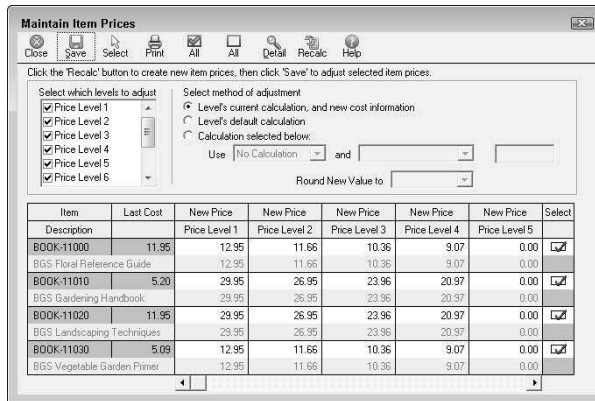 Maintain Item Prices
Close Save Select Print All All Detail Recalc Help
Click the 'Recalc' button to create new item prices, then click 'Save' to adjust selected item prices.
Select which levels to adjust
Price Level 1
Price Level 2
Price Level 3
Price Level 4
Price Level 5
Price Level 6
Select method of adjustment
Level's current calculation, and new cost information
Level's default calculation
Calculation selected below:
Use No Calculation and
Round New Value to
Item Last Cost New Price New Price New Price New Price New Price Select
Description Price Level 1 Price Level 2 Price Level 3 Price Level 4 Price Level 5
BOOK-11000 11.95 12.95 11.66 10.36 9.07 0.00
BGS Floral Reference Guide 12.95 11.66 10.36 9.07 0.00
BOOK-11010 5.20 29.95 26.95 23.96 20.97 0.00
BGS Gardening Handbook 29.95 26.95 23.96 20.97 0.00
BOOK-11020 11.95 29.95 26.95 23.96 20.97 0.00
BGS Landscaping Techniques 29.95 26.95 23.96 20.97 0.00
BOOK-11030 5.09 12.95 11.66 10.36 9.07 0.00
BGS Vegetable Garden Primer 12.95 11.66 10.36 9.07 0.00